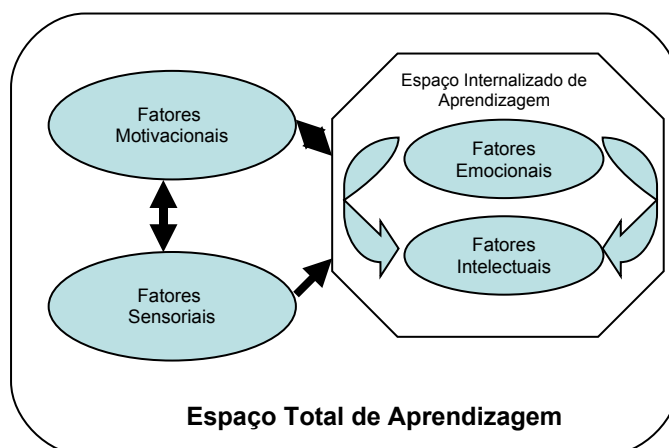 Espaço Internalizado de
Aprendizagem
Fatores
Motivacionais
Fatores
Emocionais
Fatores
Intelectuais
Fatores
Sensoriais
Espaço Total de Aprendizagem